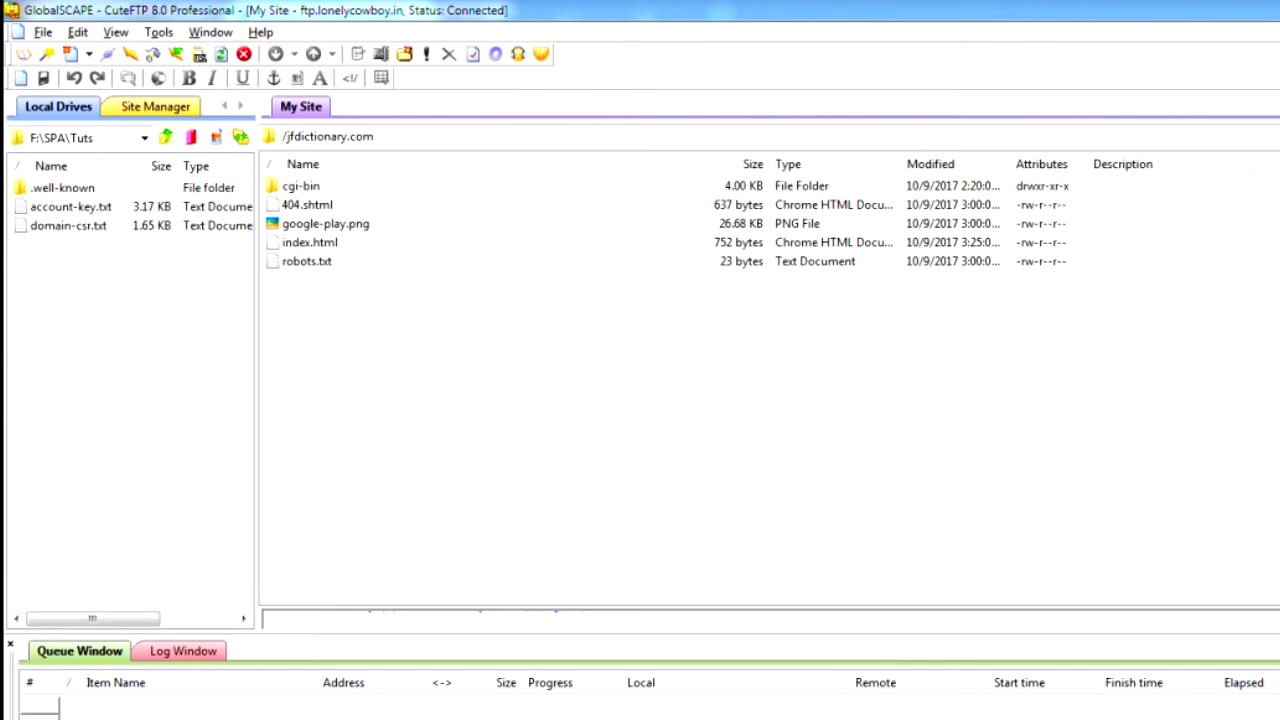 GlobalSCAPE - CuteFTP 8.0 Professional - [My Site - ftp.lonelycowboy.in, Status: Connected]
File Edit View Tools Window Help
B I U A
Local Drives Site Manager My Site
F:\SPA\Tuts /jfdictionary.com
/ Name Size Type
.well-known File folder
account-key.txt 3.17 KB Text Docume
domain-csr.txt 1.65 KB Text Docume
/ Name Size Type Modified Attributes Description
cgi-bin 4.00 KB File Folder 10/9/2017 2:20:0... drwxr-xr-x
404.shtml 637 bytes Chrome HTML Docu... 10/9/2017 3:00:0... -rw-r--r--
google-play.png 26.68 KB PNG File 10/9/2017 3:00:0... -rw-r--r--
index.html 752 bytes Chrome HTML Docu... 10/9/2017 3:25:0... -rw-r--r--
robots.txt 23 bytes Text Document 10/9/2017 3:00:0... -rw-r--r--
Queue Window Log Window
# / Item Name Address <-> Size Progress Local Remote Start time Finish time Elapsed